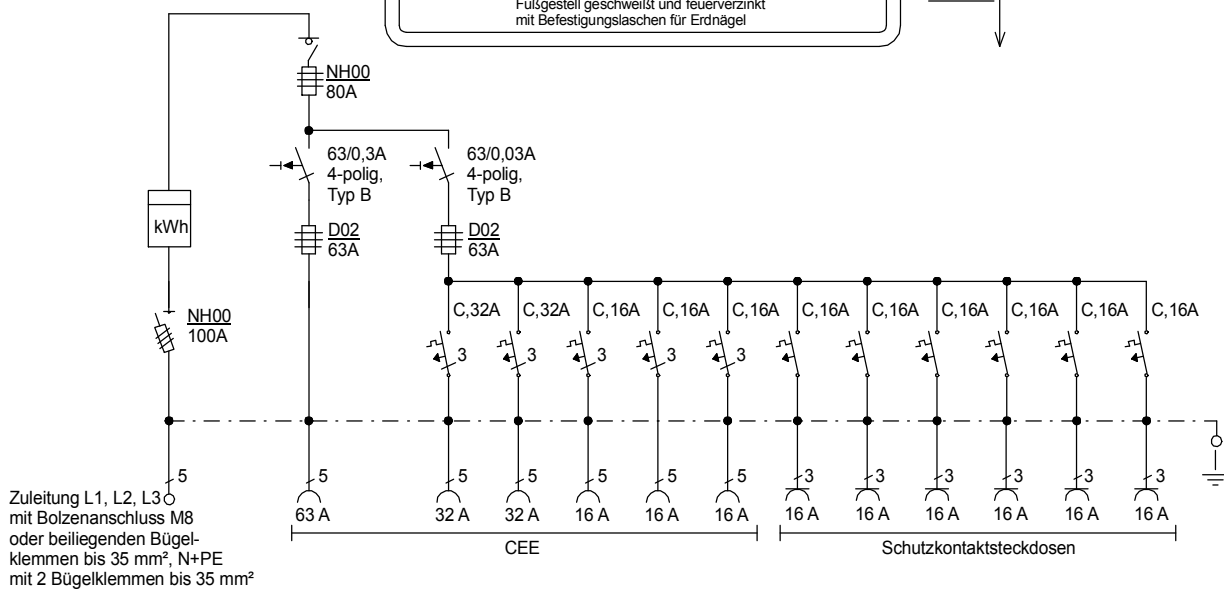 Fußgestell geschweißt und feuerverzinkt
mit Befestigungslaschen für Erdnägel
NH00
80A
63/0,3A
4-polig,
Typ B
63/0,03A
4-polig,
Typ B
kWh
D02
63A
D02
63A
NH00
100A
C,32A C,32A C,16A C,16A C,16A C,16A C,16A C,16A C,16A C,16A C,16A
3 3 3 3 3
5 5 5 5 5 5 5 3 3 3 3 3 3
63 A 32 A 32 A 16 A 16 A 16 A 16 A 16 A 16 A 16 A 16 A 16 A
CEE
Schutzkontaktsteckdosen
Zuleitung L1, L2, L3
mit Bolzenanschluss M8
oder beiliegenden Bügel-
klemmen bis 35 mm², N+PE
mit 2 Bügelklemmen bis 35 mm²